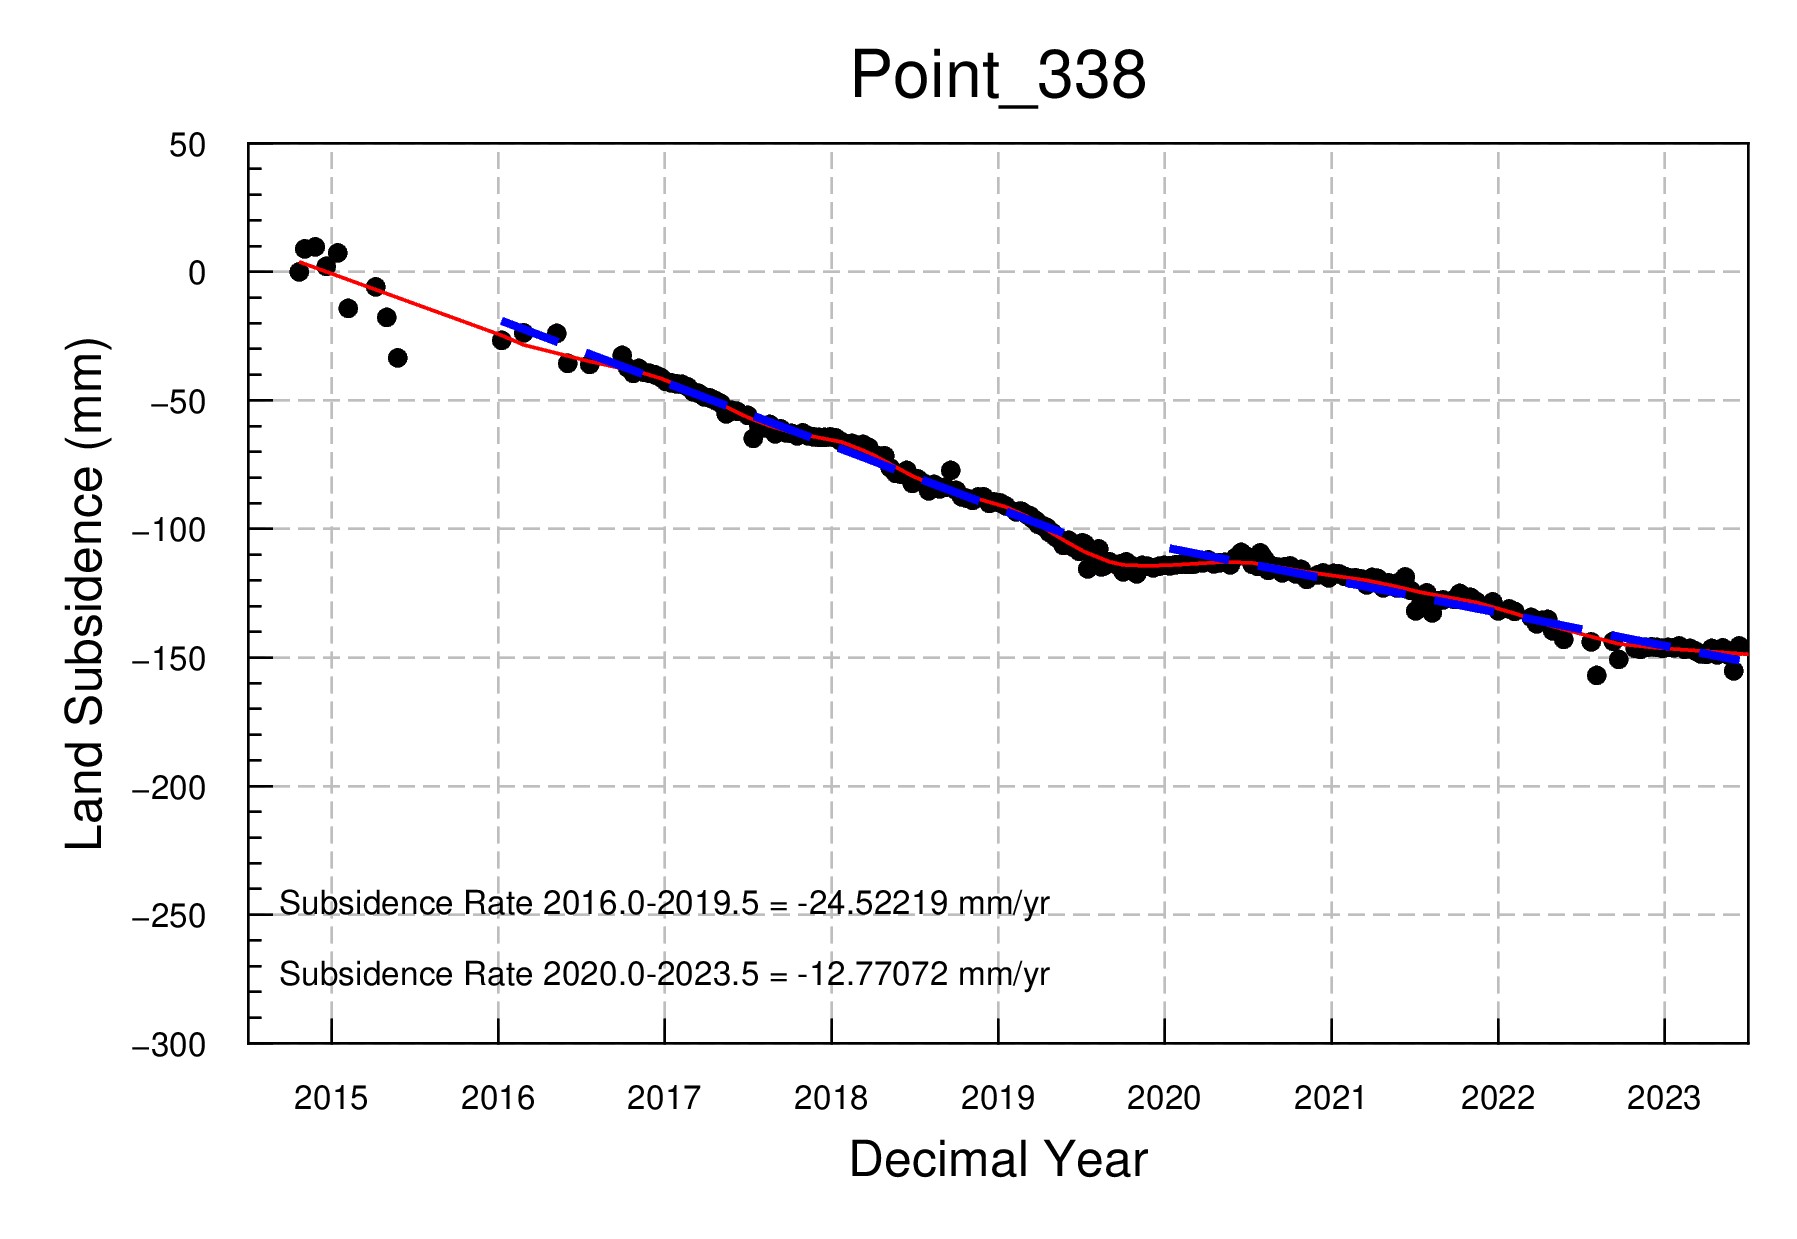 Point_338
50
0
−50
−100
−150
−200
−250
−300
Land Subsidence (mm)
Subsidence Rate 2016.0-2019.5 = -24.52219 mm/yr
Subsidence Rate 2020.0-2023.5 = -12.77072 mm/yr
2015 2016 2017 2018 2019 2020 2021 2022 2023
Decimal Year